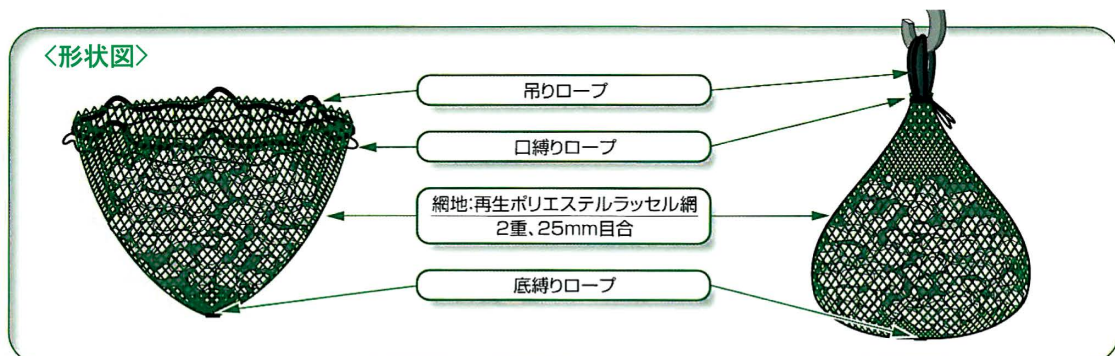 〈形状図〉
吊りロープ
口縛りロープ
網地:再生ポリエステルラッセル網
2重、25mm目合
底縛りロープ